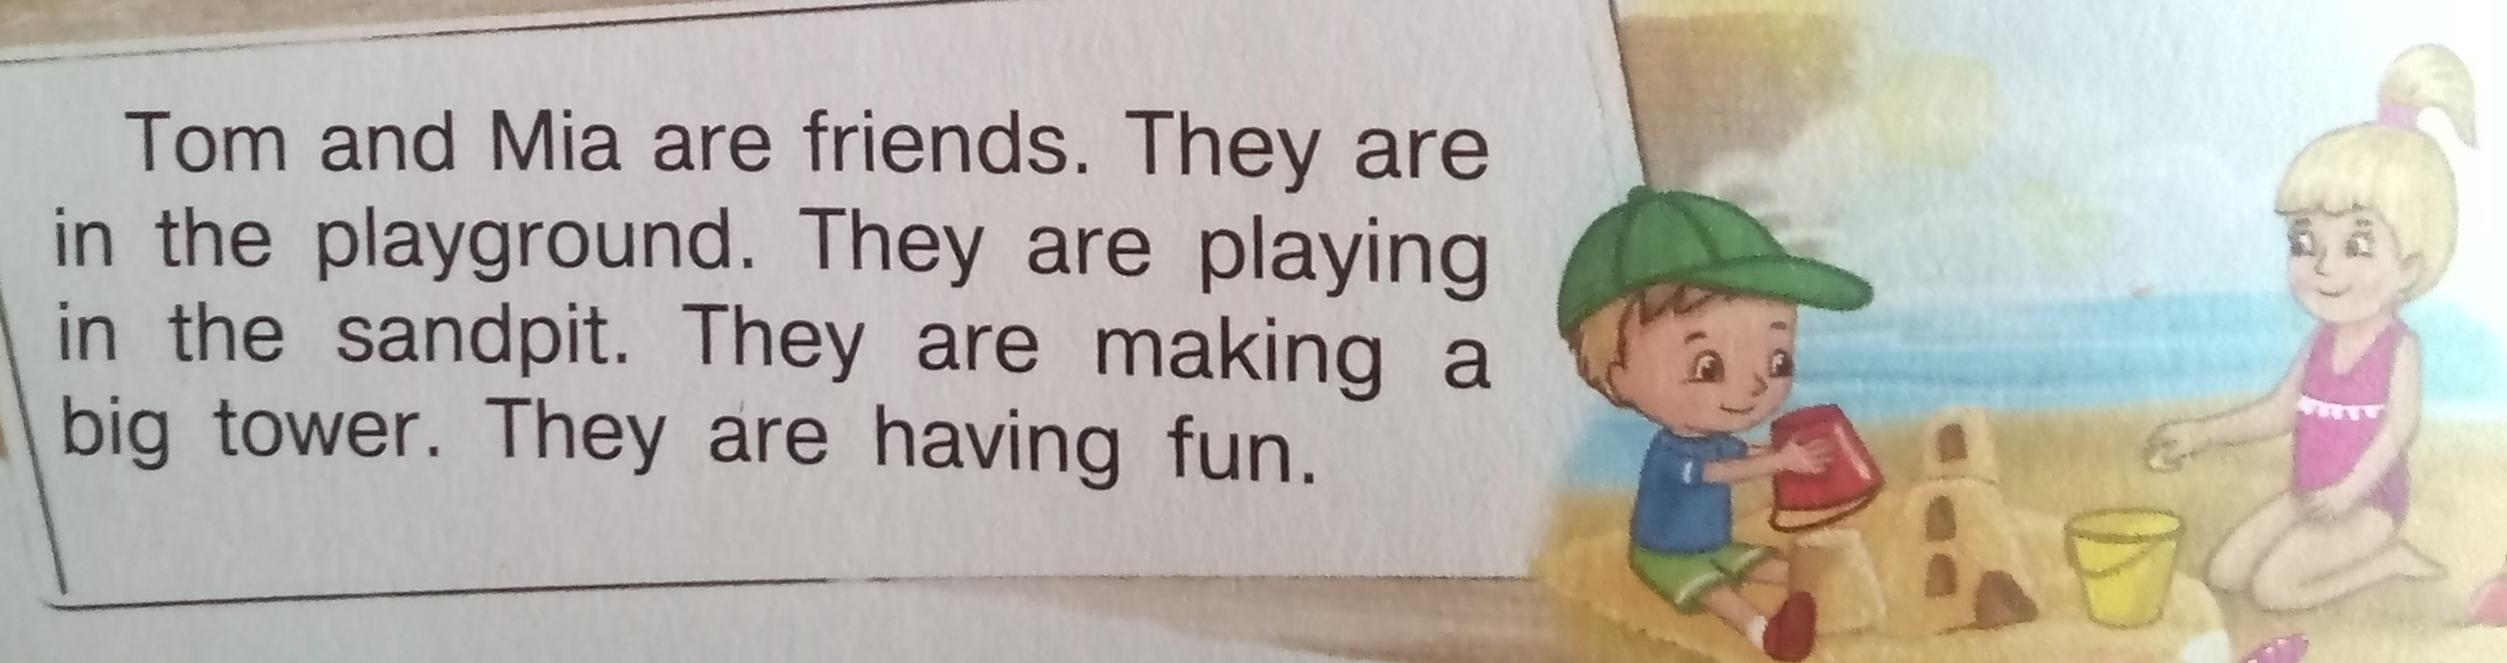 Tom and Mia are friends. They are
in the playground. They are playing
in the sandpit. They are making a
big tower. They are having fun.